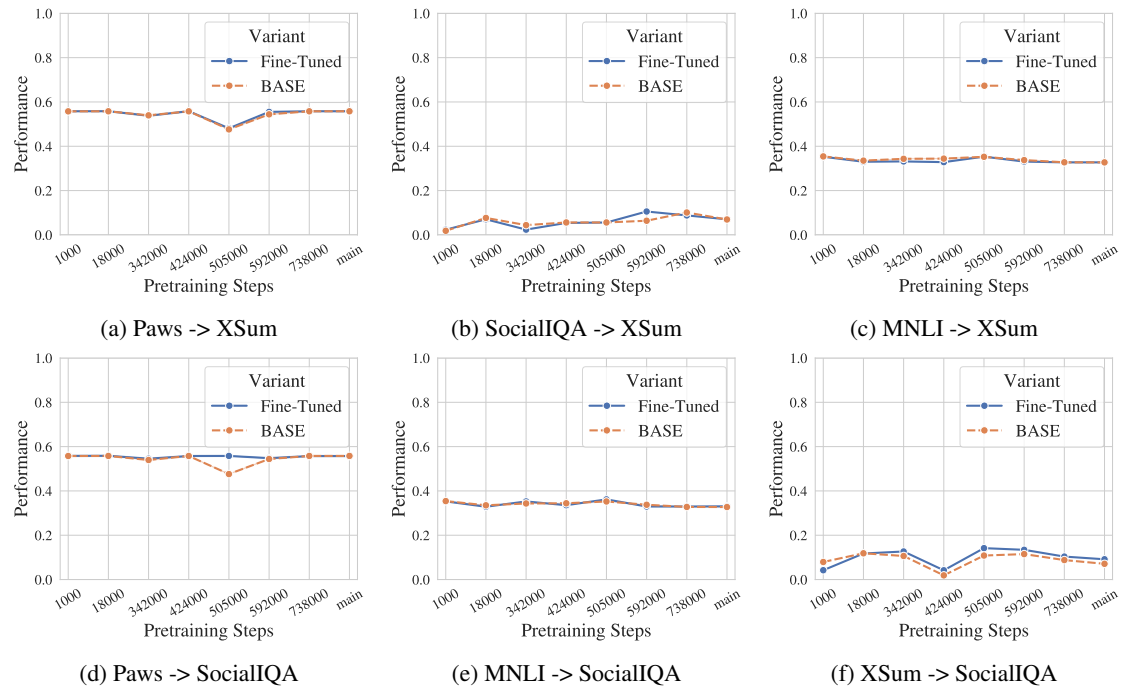 1.0
0.8
0.6
0.4
0.2
0.0
Performance
Variant
Fine-Tuned
BASE
1000
18000
342000
424000
505000
592000
738000
main
Pretraining Steps
(a) Paws -> XSum
1.0
0.8
0.6
0.4
0.2
0.0
Performance
Variant
Fine-Tuned
BASE
1000
18000
342000
424000
505000
592000
738000
main
Pretraining Steps
(b) SocialIQA -> XSum
1.0
0.8
0.6
0.4
0.2
0.0
Performance
Variant
Fine-Tuned
BASE
1000
18000
342000
424000
505000
592000
738000
main
Pretraining Steps
(c) MNLI -> XSum
1.0
0.8
0.6
0.4
0.2
0.0
Performance
Variant
Fine-Tuned
BASE
1000
18000
342000
424000
505000
592000
738000
main
Pretraining Steps
(d) Paws -> SocialIQA
1.0
0.8
0.6
0.4
0.2
0.0
Performance
Variant
Fine-Tuned
BASE
1000
18000
342000
424000
505000
592000
738000
main
Pretraining Steps
(e) MNLI -> SocialIQA
1.0
0.8
0.6
0.4
0.2
0.0
Performance
Variant
Fine-Tuned
BASE
1000
18000
342000
424000
505000
592000
738000
main
Pretraining Steps
(f) XSum -> SocialIQA